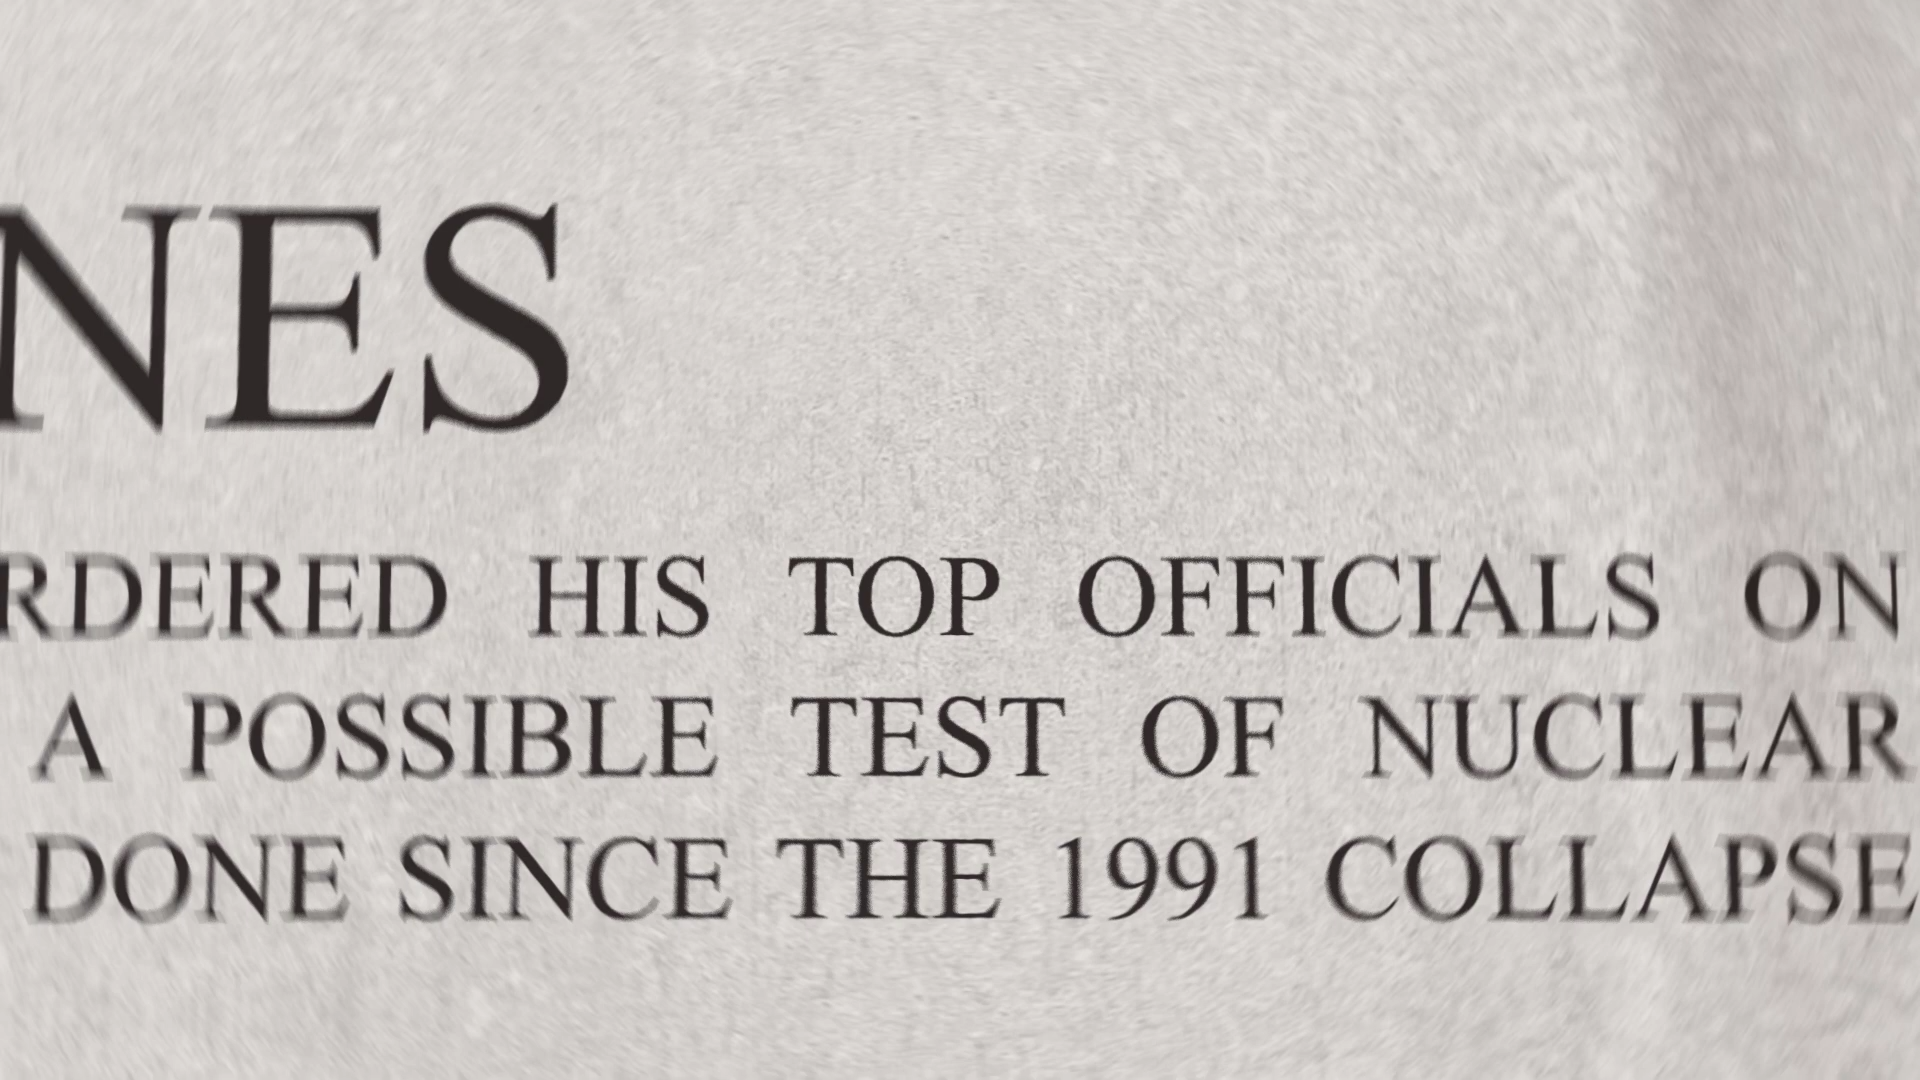 NES
RDERED HIS TOP OFFICIALS ON
A POSSIBLE TEST OF NUCLEAR
DONE SINCE THE 1991 COLLAPSE